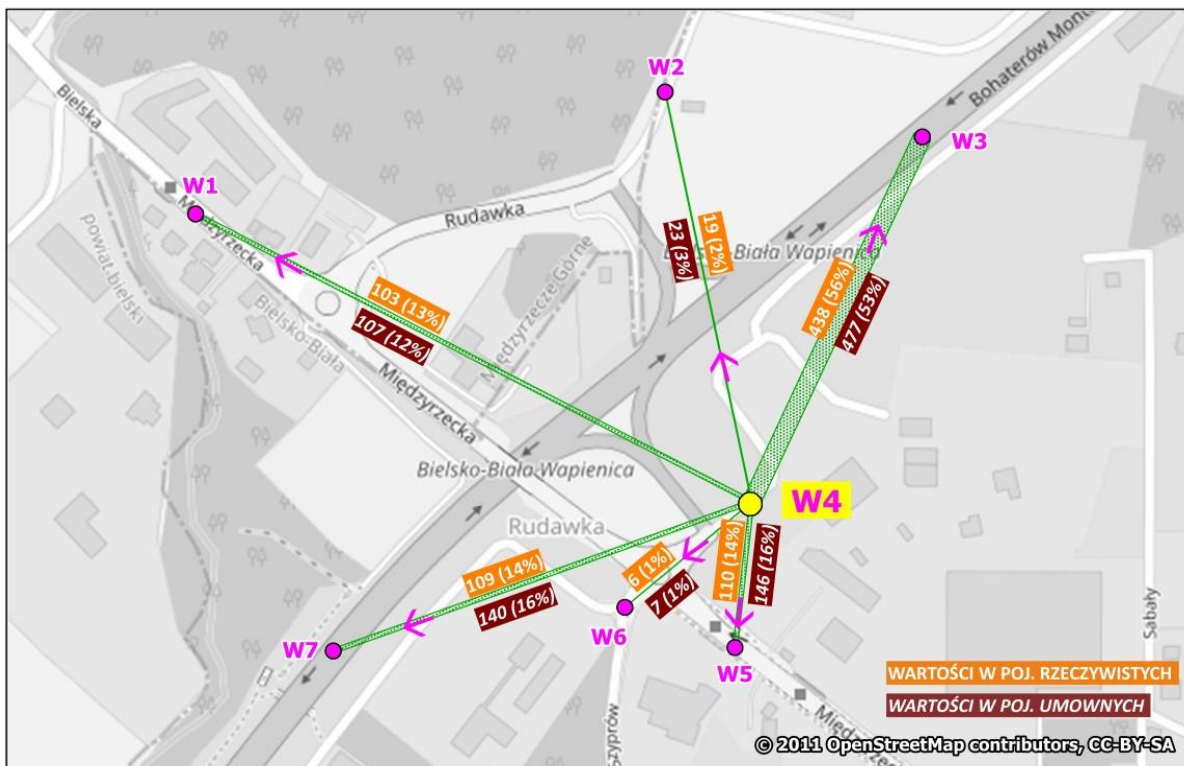 W2
Bohaterów Mont
Bielska
W3
W1
Rudawka
23 (3%)
19 (2%)
Międzyrzecka
powiat bielski
438 (56%)
477 (53%)
103 (13%)
107 (12%)
Międzyrzecze Górne
Bielsko-Biała
Międzyrzecka
Bielsko-Biała Wapienica
W4
Rudawka
109 (14%)
140 (16%)
6 (1%)
7 (1%)
110 (14%)
146 (16%)
Sabały
W6
W7
W5
WARTOŚCI W POJ. RZECZYWISTYCH
WARTOŚCI W POJ. UMOWNYCH
szyprów
© 2011 OpenStreetMap contributors, CC-BY-SA